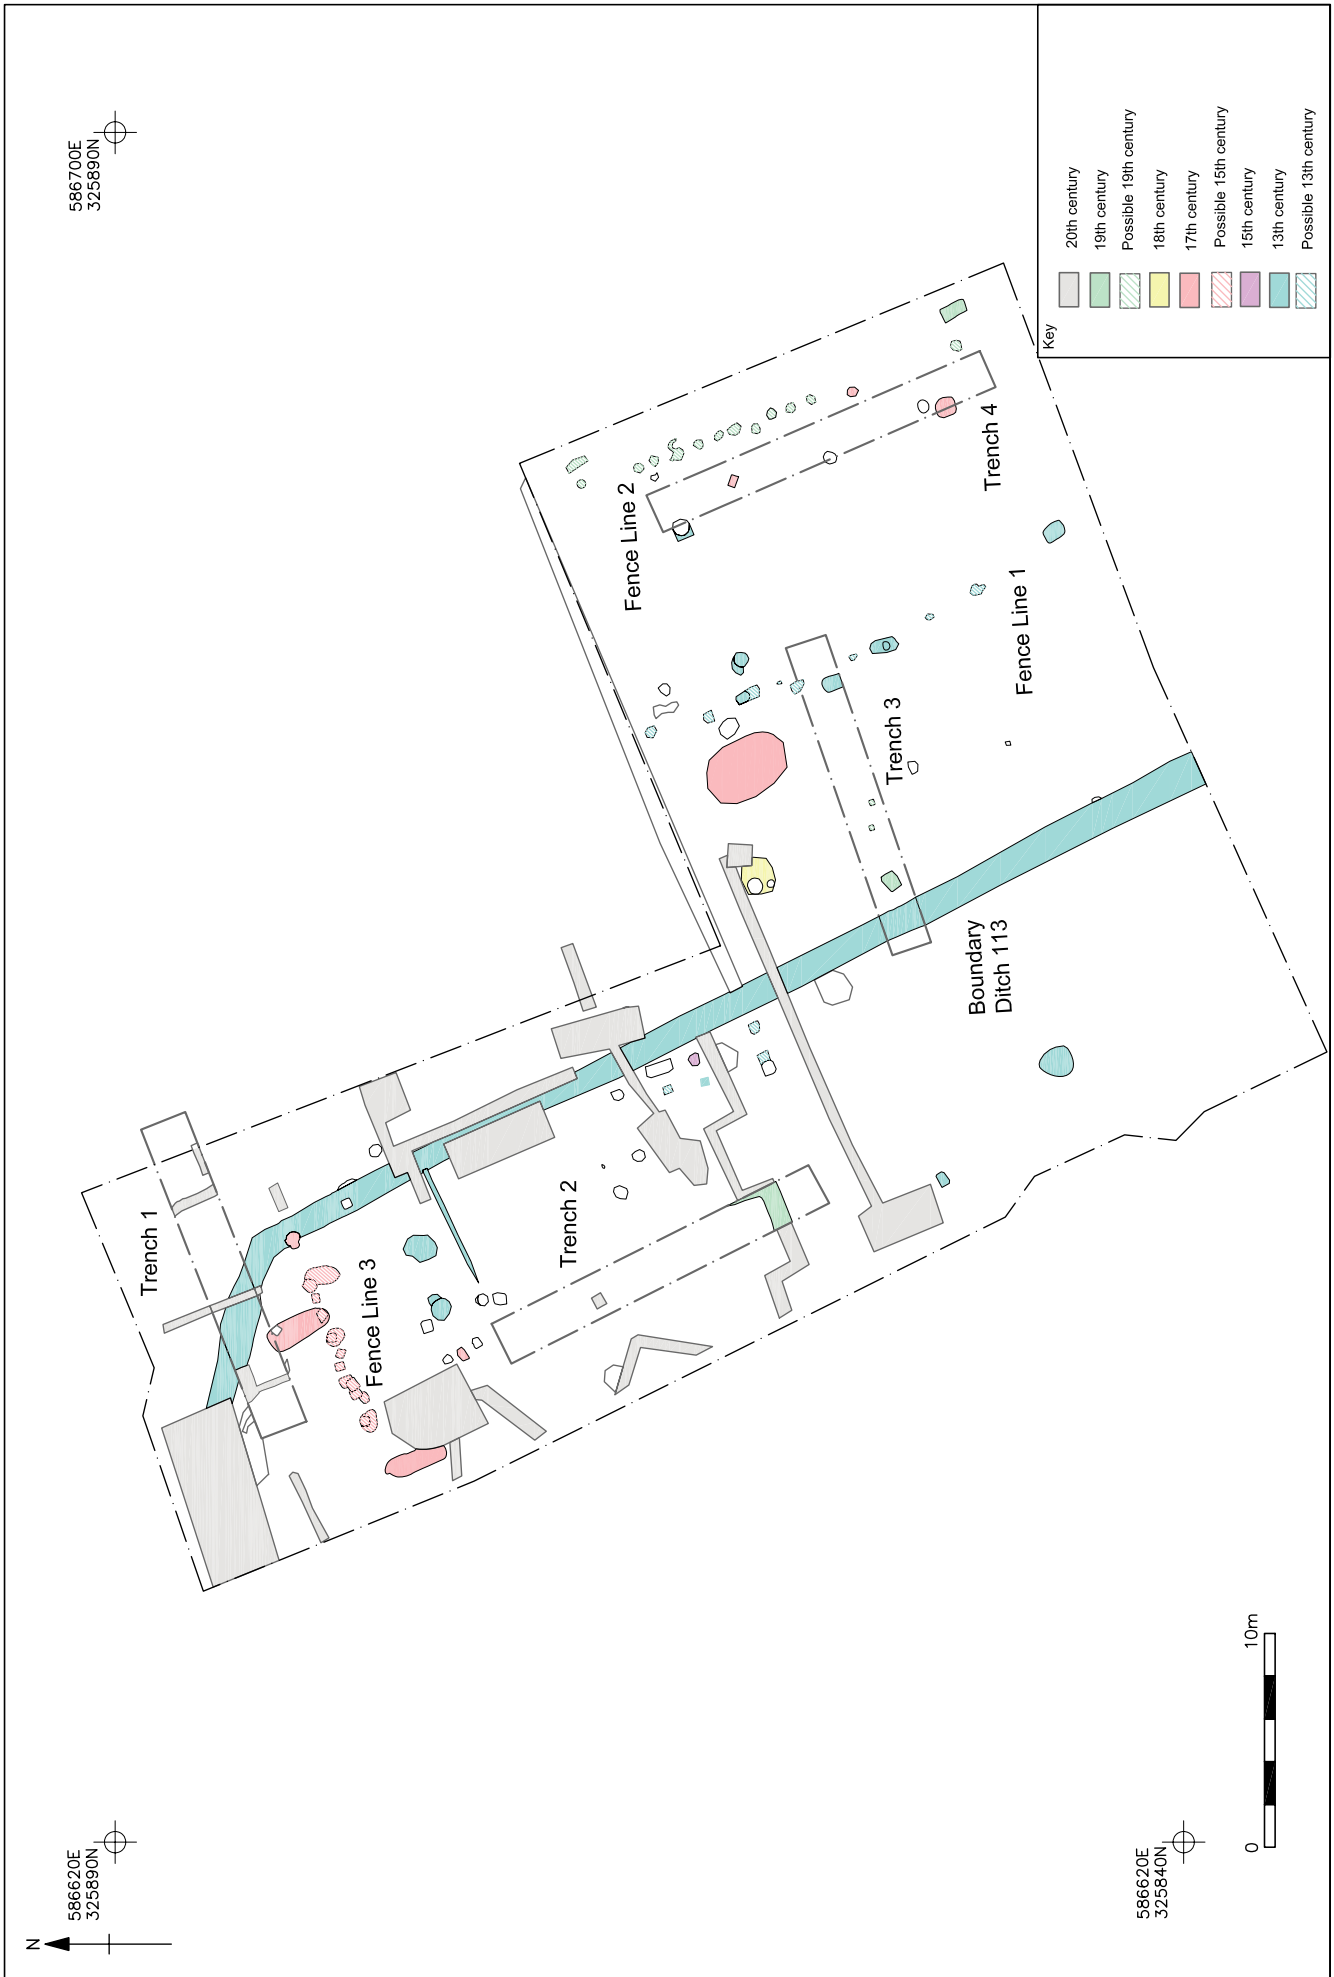 N
586620E
325890N
586700E
325890N
586620E
325840N
0
10m
Trench 1
Fence Line 3
Trench 2
Boundary
Ditch 113
Trench 3
Fence Line 1
Fence Line 2
Trench 4
Key
20th century
19th century
Possible 19th century
18th century
17th century
Possible 15th century
15th century
13th century
Possible 13th century